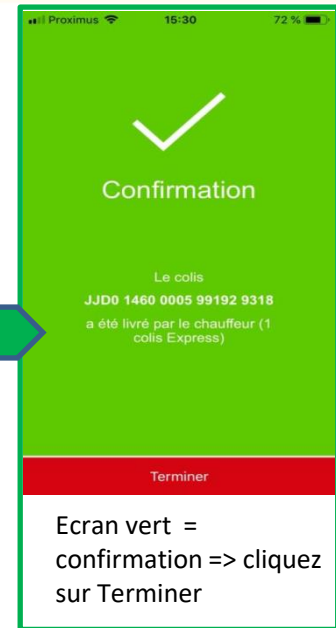 Proximus 15:30 72 %
Confirmation
Le colis
JJD0 1460 0005 99192 9318
a été livré par le chauffeur (1
colis Express)
Terminer
Ecran vert =
confirmation => cliquez
sur Terminer